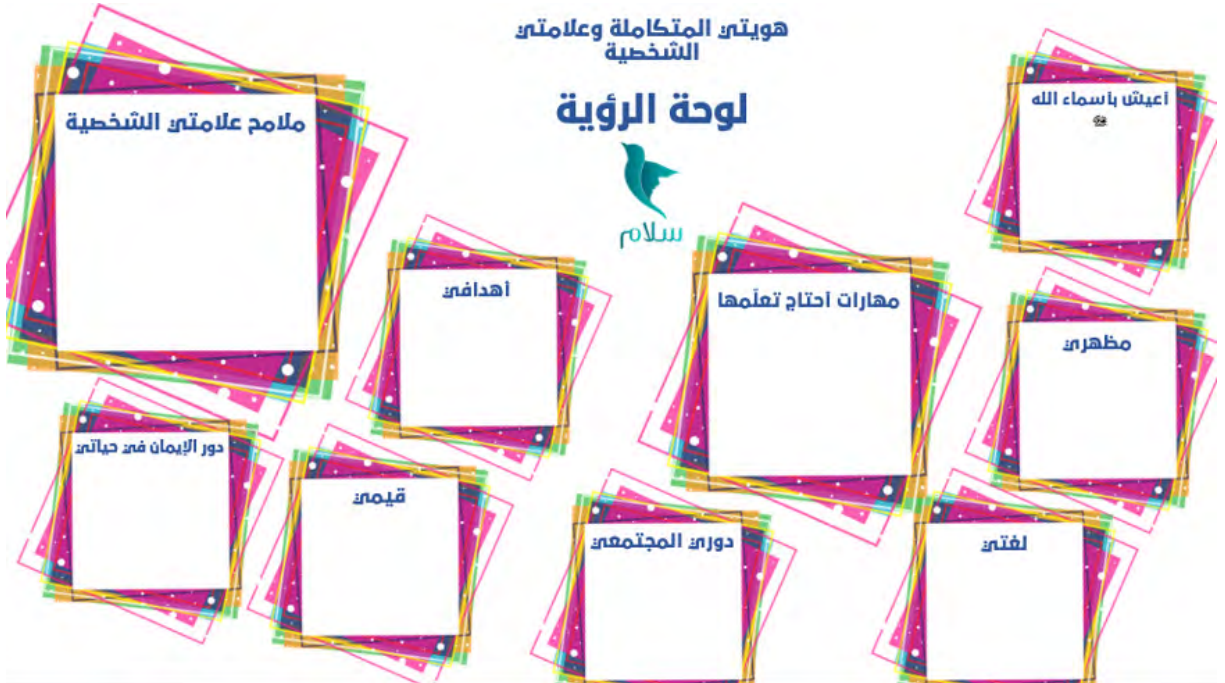 هويتي المتكاملة وعلامتي
الشخصية
لوحة الرؤية
سلام
أعيش بأسماء الله
ملامح علامتي الشخصية
أهدافي
مهارات أحتاج تعلّمها
مظهري
دور الإيمان في حياتي
قيمي
دوري المجتمعي
لغتي